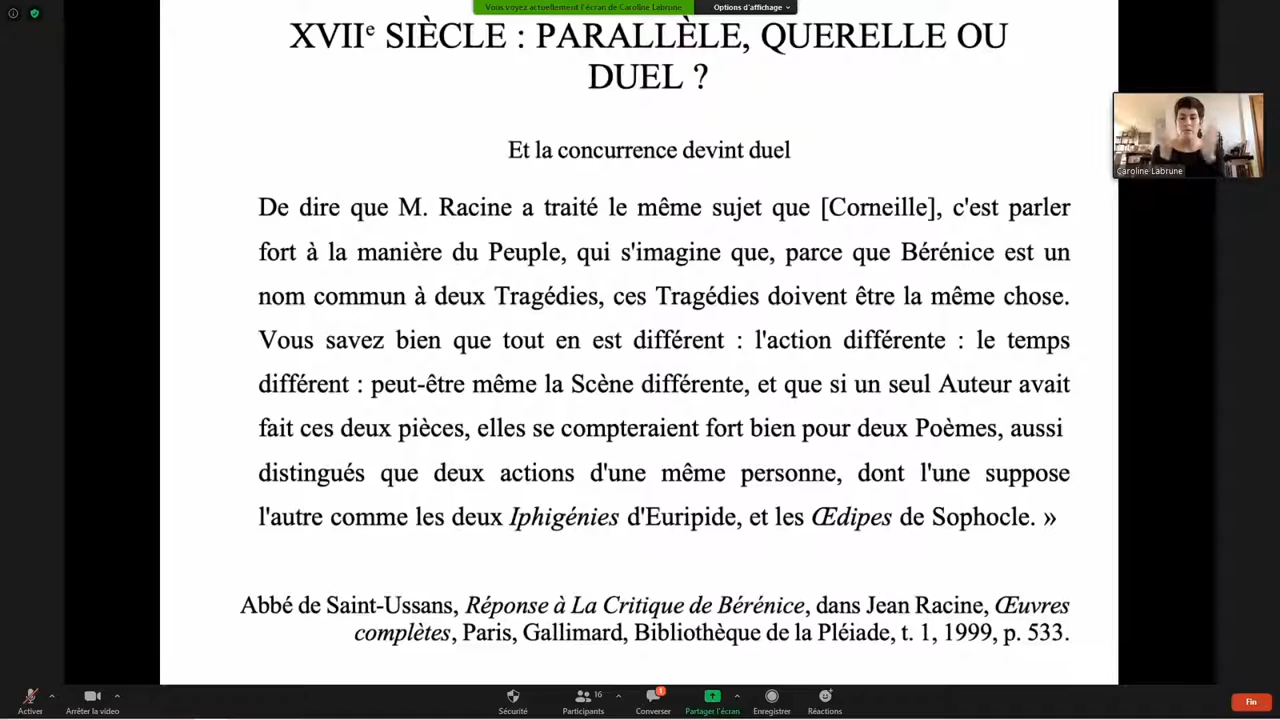 Vous voyez actuellement l'écran de Caroline Labrune
Options d'affichage
XVIIe SIÈCLE : PARALLÈLE, QUERELLE OU
DUEL ?
Et la concurrence devint duel
De dire que M. Racine a traité le même sujet que [Corneille], c'est parler
fort à la manière du Peuple, qui s'imagine que, parce que Bérénice est un
nom commun à deux Tragédies, ces Tragédies doivent être la même chose.
Vous savez bien que tout en est différent : l'action différente : le temps
différent : peut-être même la Scène différente, et que si un seul Auteur avait
fait ces deux pièces, elles se compteraient fort bien pour deux Poèmes, aussi
distingués que deux actions d'une même personne, dont l'une suppose
l'autre comme les deux Iphigénies d'Euripide, et les Œdipes de Sophocle. »
Abbé de Saint-Ussans, Réponse à La Critique de Bérénice, dans Jean Racine, Œuvres
complètes, Paris, Gallimard, Bibliothèque de la Pléiade, t. 1, 1999, p. 533.
Caroline Labrune
Activer
Arrêter la vidéo
Sécurité
16
Participants
1
Converser
Partager l'écran
Enregistrer
Réactions
Fin